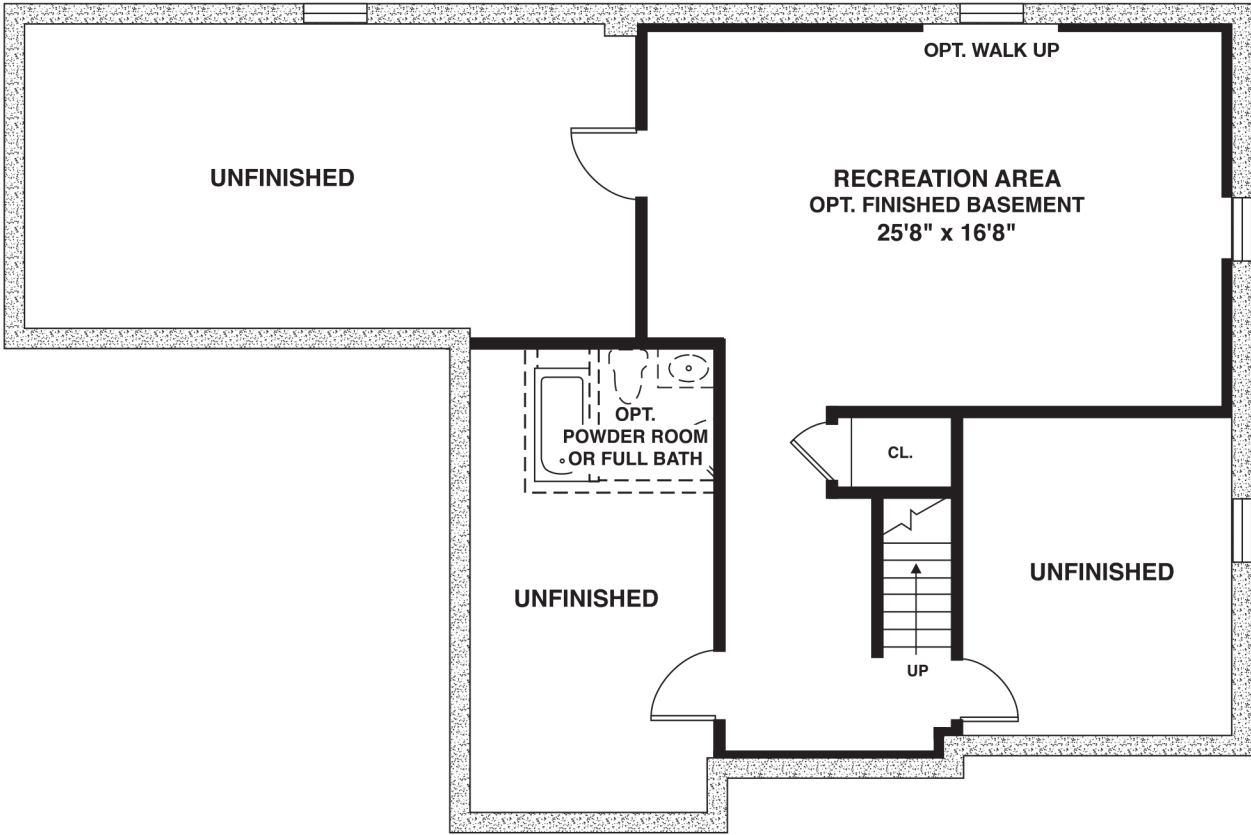 OPT. WALK UP
UNFINISHED
RECREATION AREA
OPT. FINISHED BASEMENT
25'8" x 16'8"
OPT.
POWDER ROOM
OR FULL BATH
CL.
UNFINISHED
UNFINISHED
UP